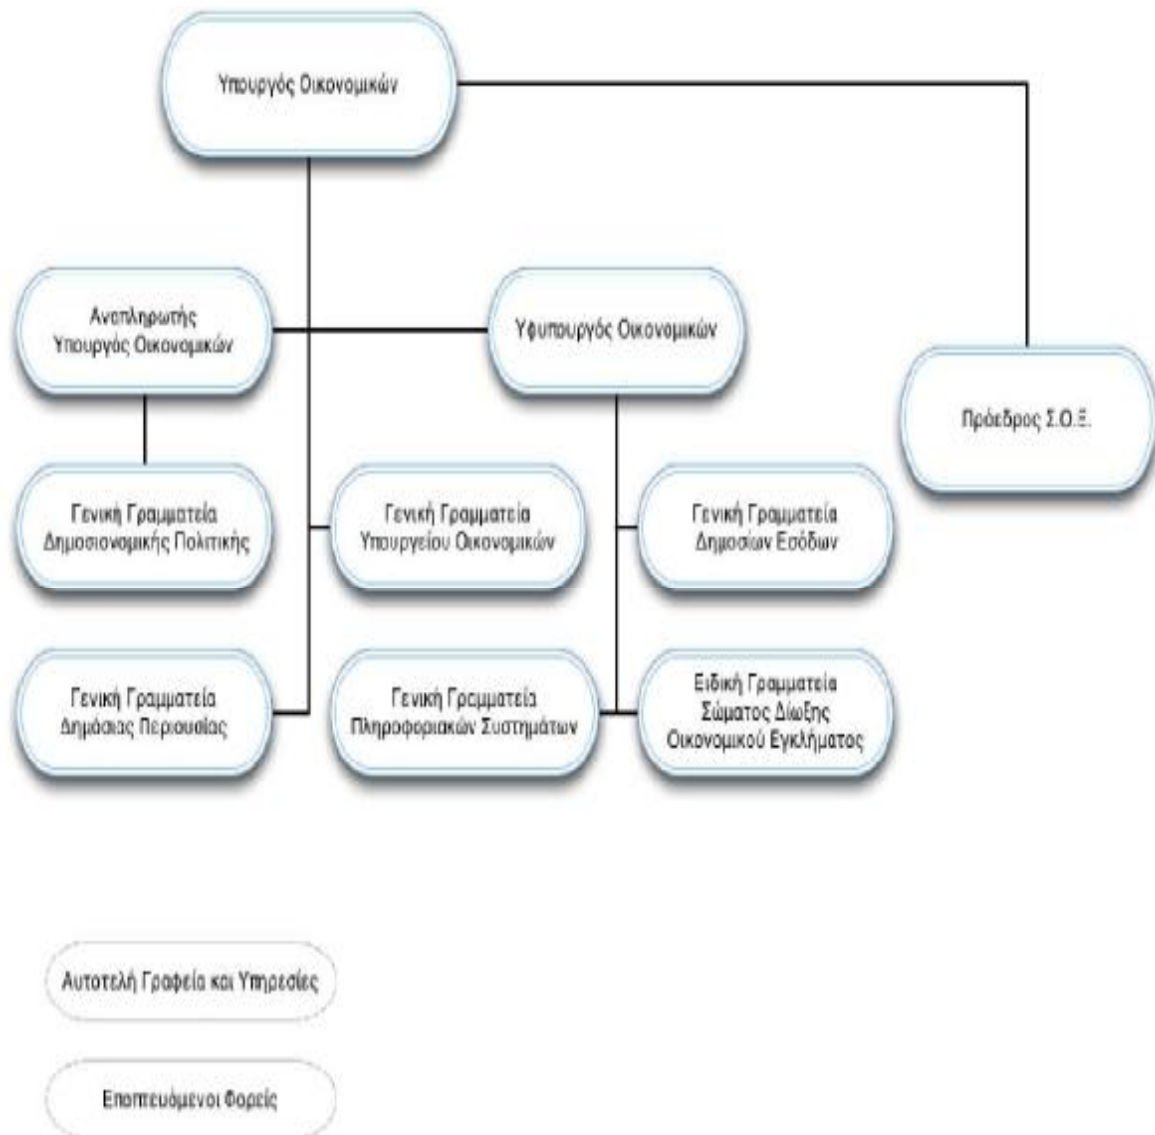 Υπουργός Οικονομικών
Αναπληρωτής
Υπουργός Οικονομικών
Υφυπουργός Οικονομικών
Πρόεδρος Σ.Ο.Ε.
Γενική Γραμματεία
Δημοσιονομικής Πολιτικής
Γενική Γραμματεία
Υπουργείου Οικονομικών
Γενική Γραμματεία
Δημοσίων Εσόδων
Γενική Γραμματεία
Δημόσιας Περιουσίας
Γενική Γραμματεία
Πληροφοριακών Συστημάτων
Ειδική Γραμματεία
Σώματος Δίωξης
Οικονομικού Εγκλήματος
Αυτοτελή Γραφεία και Υπηρεσίες
Εποπτευόμενοι Φορείς